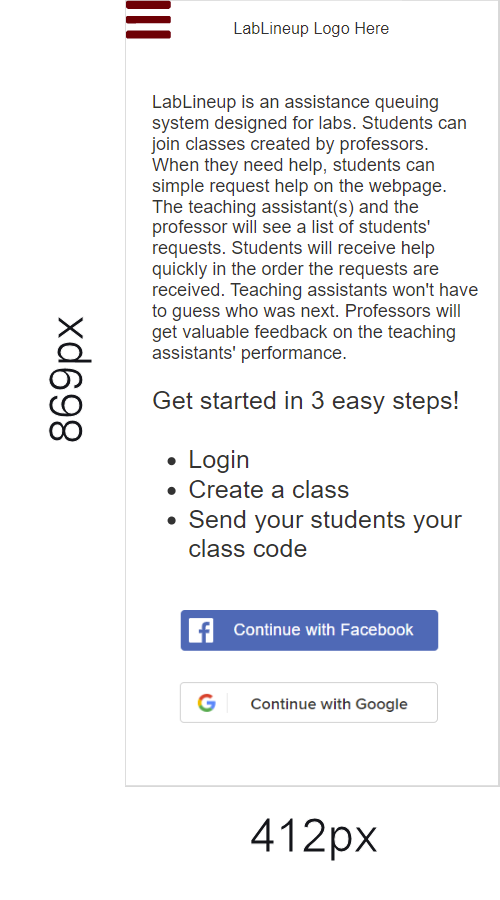 LabLineup Logo Here
LabLineup is an assistance queuing
system designed for labs. Students can
join classes created by professors.
When they need help, students can
simple request help on the webpage.
The teaching assistant(s) and the
professor will see a list of students'
requests. Students will receive help
quickly in the order the requests are
received. Teaching assistants won't have
to guess who was next. Professors will
get valuable feedback on the teaching
assistants' performance.
Get started in 3 easy steps!
• Login
• Create a class
• Send your students your
class code
Continue with Facebook
Continue with Google
869px
412px